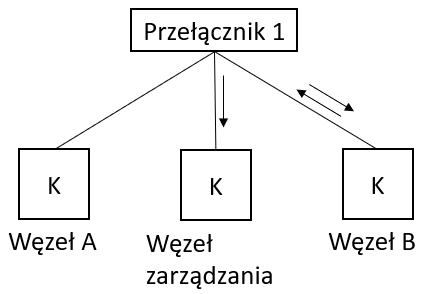 Przełącznik 1
K
K
K
Węzeł A
Węzeł
zarządzania
Węzeł B